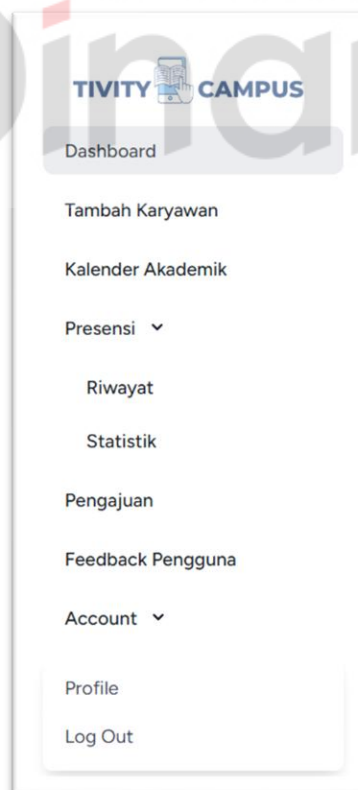 TIVITY CAMPUS
Dashboard
Tambah Karyawan
Kalender Akademik
Presensi
Riwayat
Statistik
Pengajuan
Feedback Pengguna
Account
Profile
Log Out